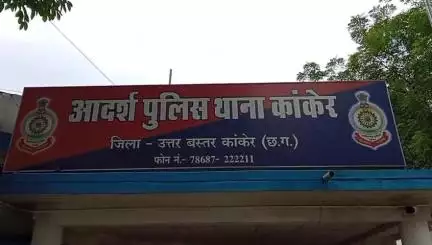 आदर्श पुलिस थाना कांकेर
जिला - उत्तर बस्तर कांकेर (छ.ग.)
फोन नं.- 78687- 222211